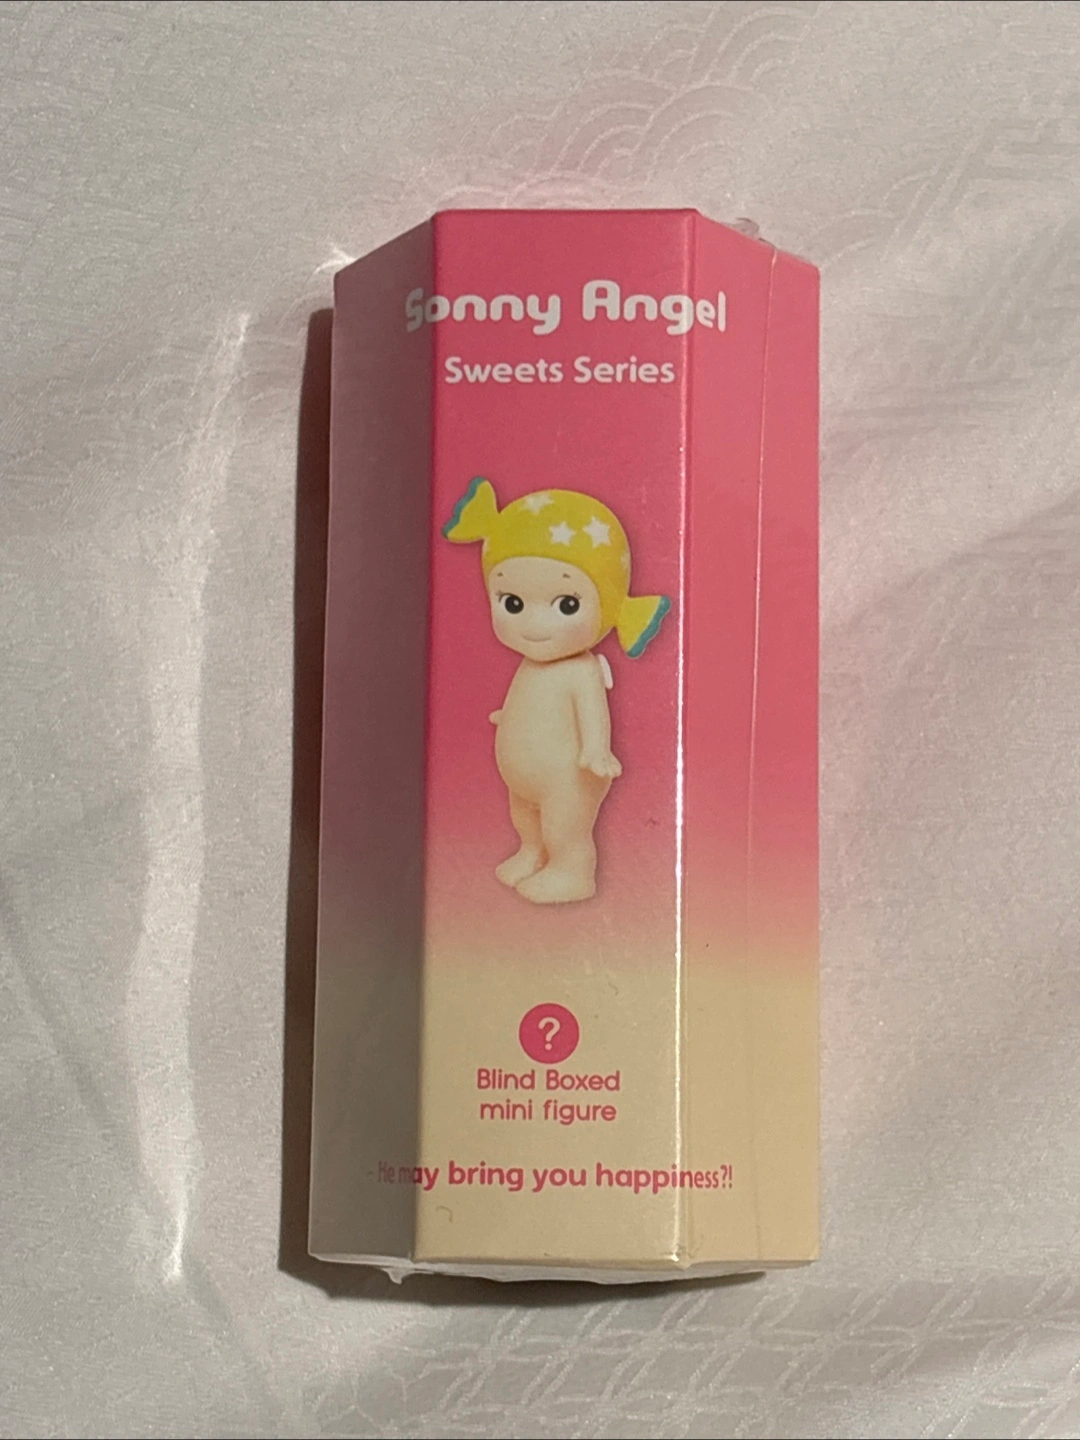 Sonny Angel
Sweets Series
?
Blind Boxed
mini figure
- He may bring you happiness?!